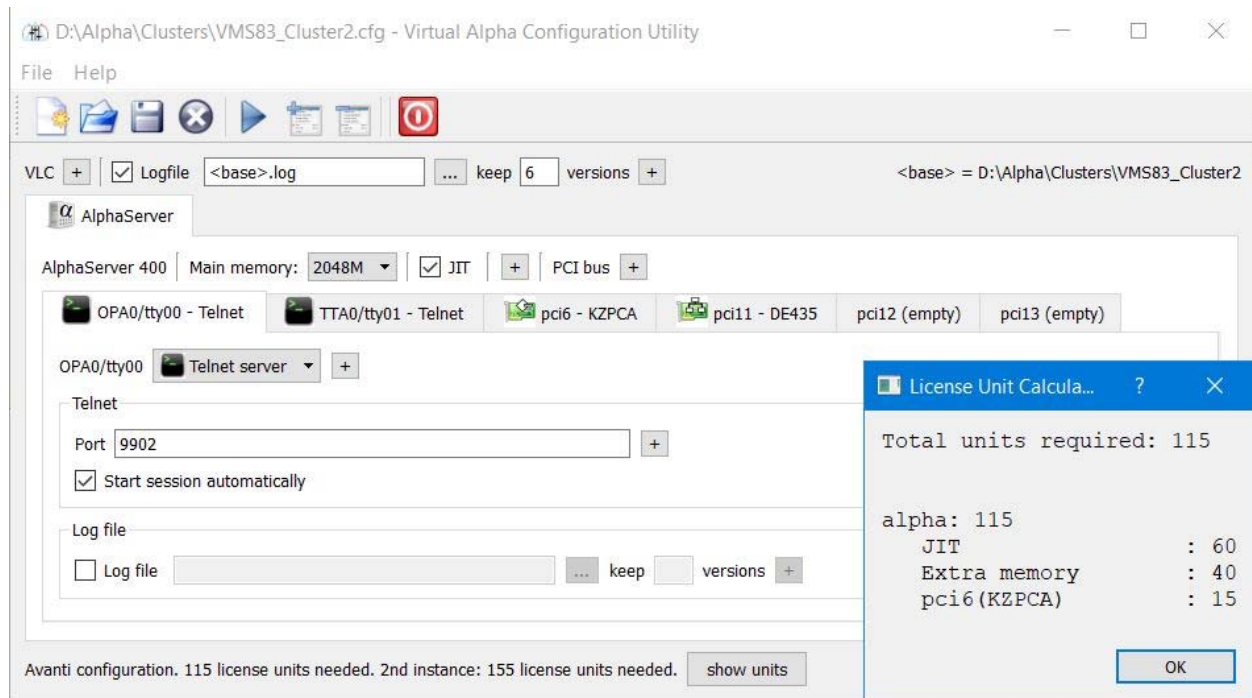 D:\Alpha\Clusters\VMS83_Cluster2.cfg - Virtual Alpha Configuration Utility
File Help
VLC + Logfile <base>.log ... keep 6 versions + <base> = D:\Alpha\Clusters\VMS83_Cluster2
α AlphaServer
AlphaServer 400 Main memory: 2048M JIT + PCI bus +
OPA0/tty00 - Telnet TTA0/tty01 - Telnet pci6 - KZPCA pci11 - DE435 pci12 (empty) pci13 (empty)
OPA0/tty00 Telnet server +
Telnet
Port 9902 +
Start session automatically
Log file
Log file ... keep versions +
Avanti configuration. 115 license units needed. 2nd instance: 155 license units needed. show units
License Unit Calcula... ?
Total units required: 115
alpha: 115
JIT : 60
Extra memory : 40
pci6(KZPCA) : 15
OK